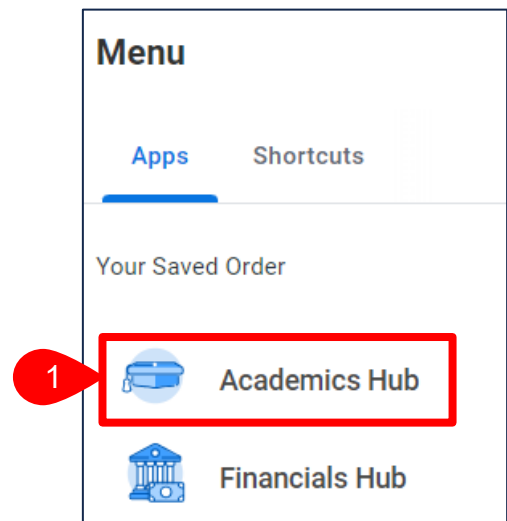 Menu
Apps Shortcuts
Your Saved Order
1 Academics Hub
Financials Hub